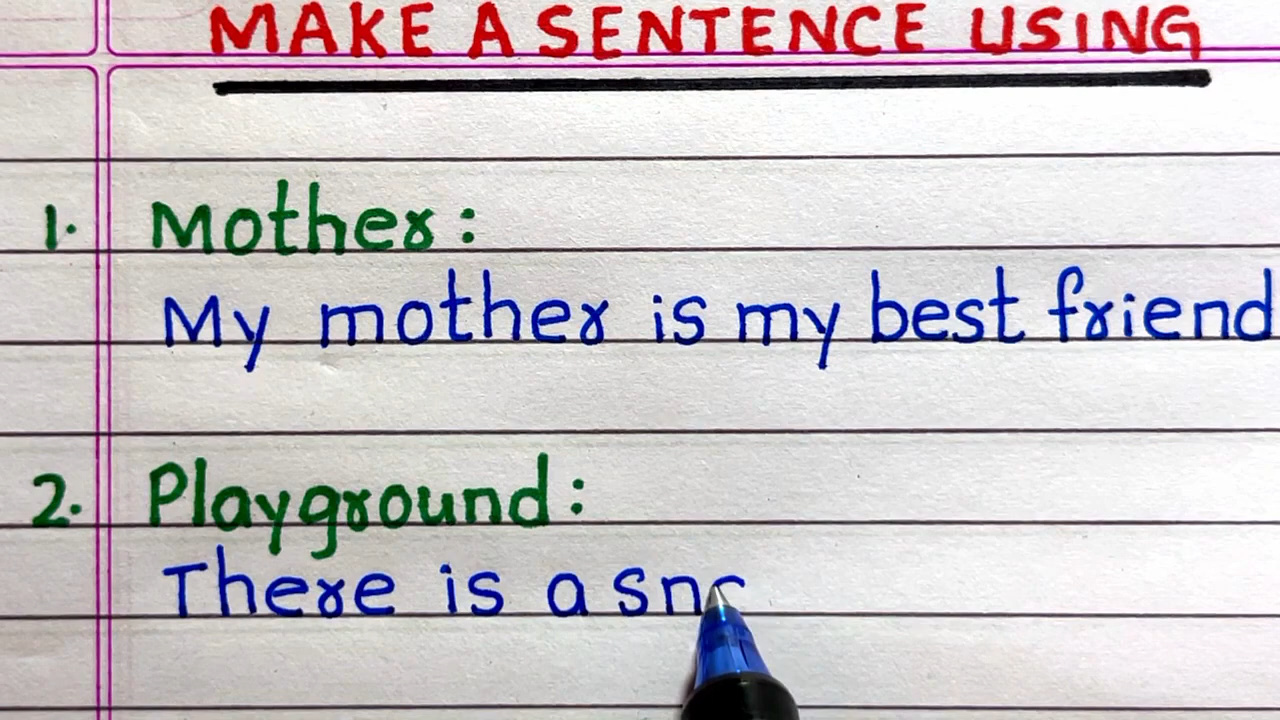 MAKE A SENTENCE USING
1. Mother:
My mother is my best friend
2. Playground:
There is a